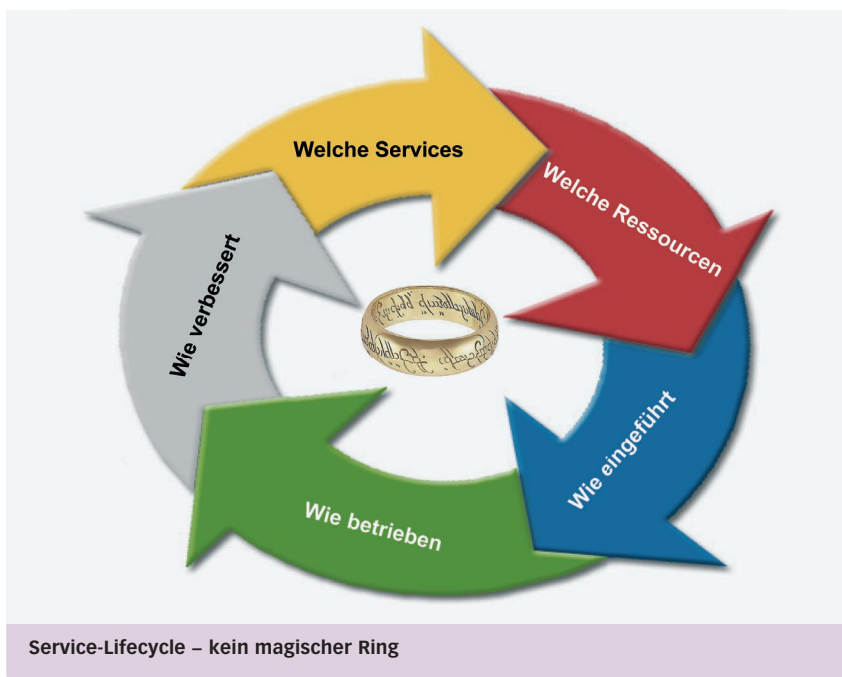 Welche Services
Welche Ressourcen
Wie eingeführt
Wie betrieben
Wie verbessert
Service-Lifecycle – kein magischer Ring